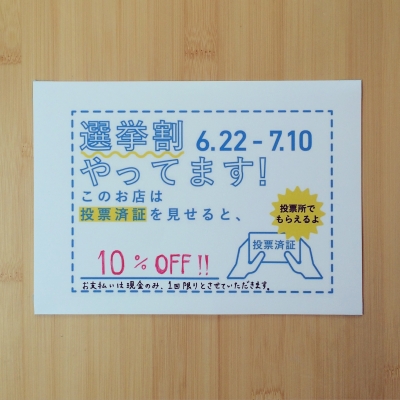 選挙割 6.22 - 7.10
やってます!
このお店は
投票済証を見せると、
投票所で
もらえるよ
投票済証
10% OFF!!
お支払いは現金のみ、1回限りとさせていただきます。